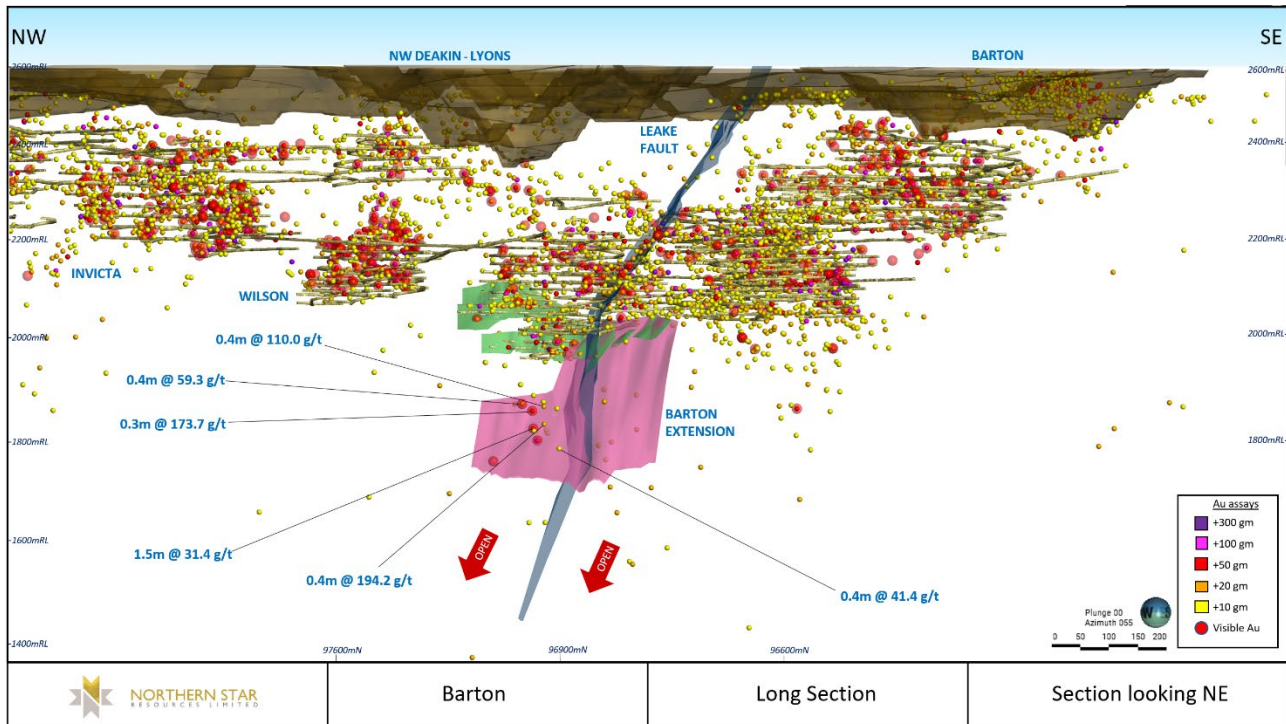 NW
NW DEAKIN - LYONS
BARTON
SE
2600mRL
2600mRL
LEAKE
FAULT
2400mRL
2400mRL
2200mRL
2200mRL
INVICTA
WILSON
2000mRL
2000mRL
0.4m @ 110.0 g/t
0.4m @ 59.3 g/t
0.3m @ 173.7 g/t
BARTON
EXTENSION
1800mRL
1800mRL
1600mRL
1600mRL
OPEN
OPEN
1.5m @ 31.4 g/t
0.4m @ 194.2 g/t
0.4m @ 41.4 g/t
Au assays
+300 gm
+100 gm
+50 gm
+20 gm
+10 gm
Visible Au
Plunge 00
Azimuth 055
0 50 100 150 200
1400mRL
1400mRL
97600mN
96900mN
96600mN
NORTHERN STAR
RESOURCES LIMITED
Barton
Long Section
Section looking NE